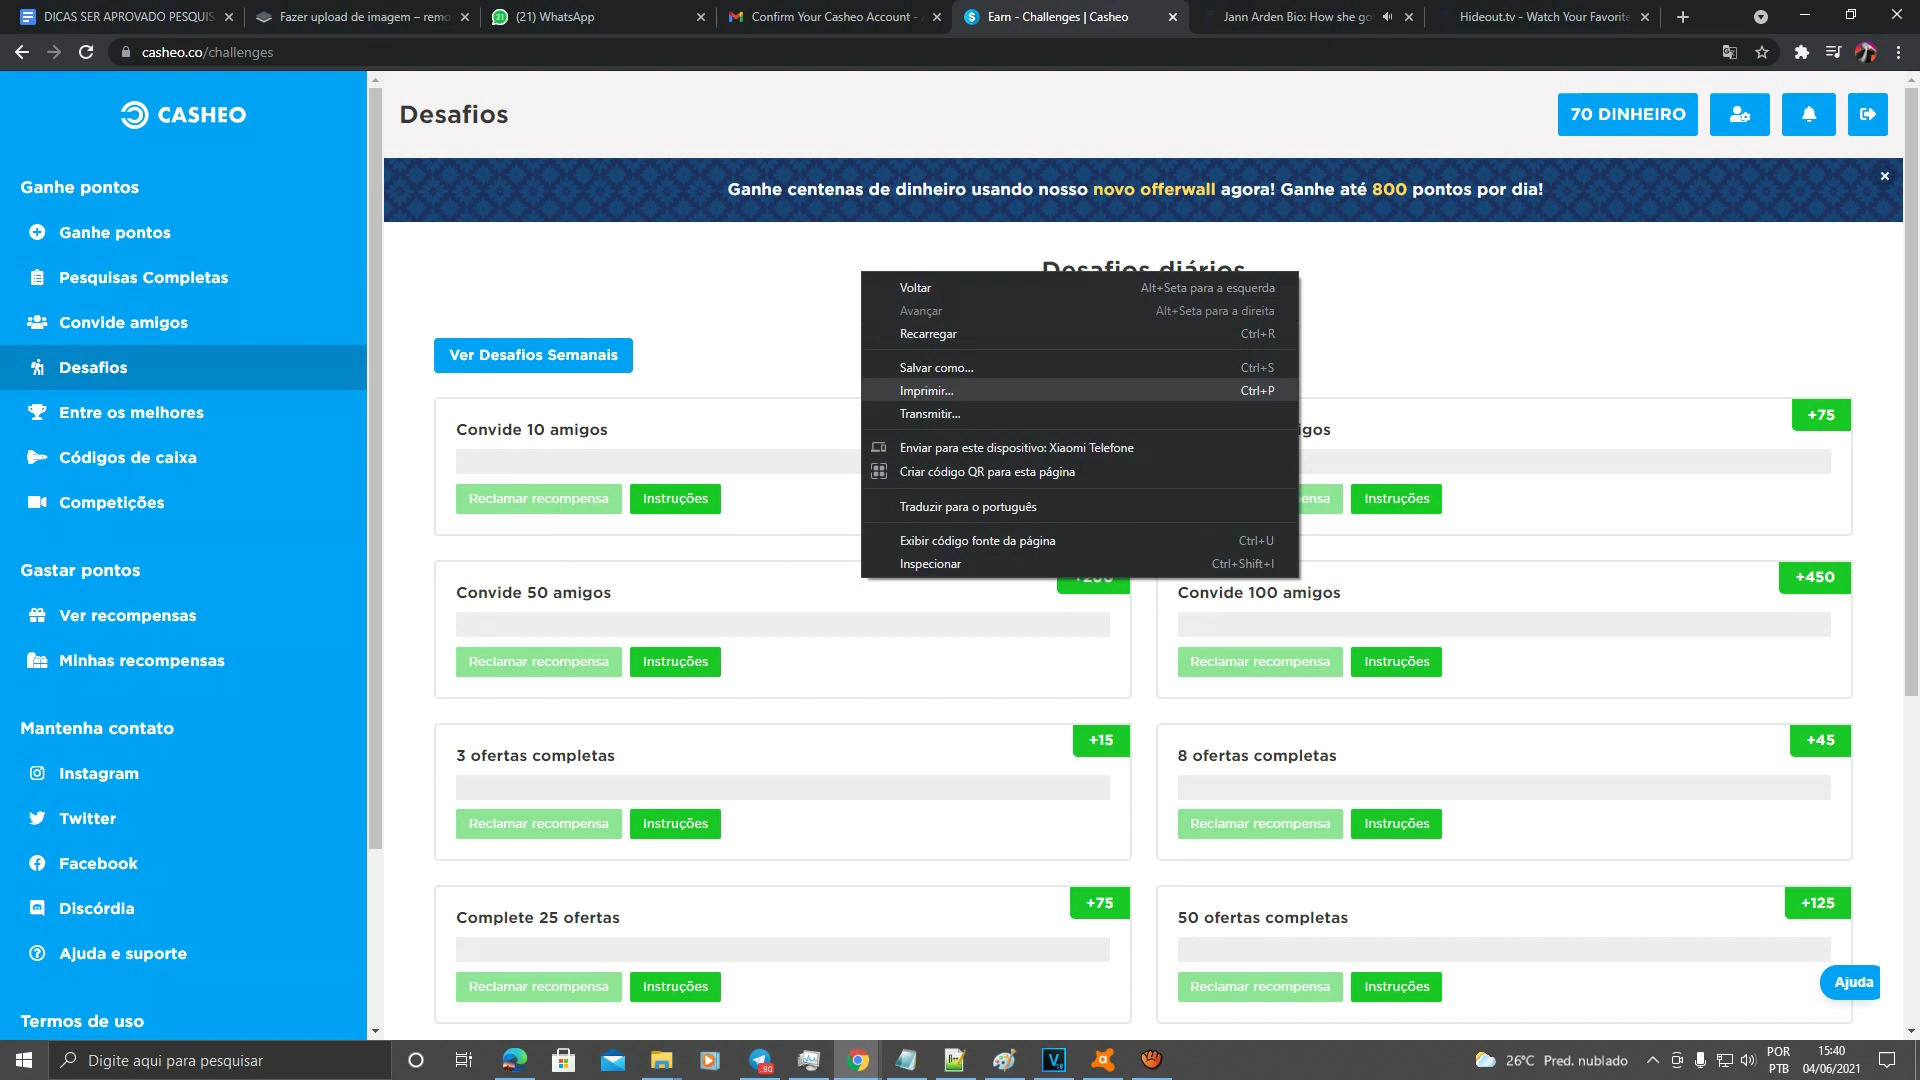 DICAS SER APROVADO PESQUIS
Fazer upload de imagem – remo
(21) WhatsApp
Confirm Your Casheo Account -
Earn - Challenges | Casheo
Jann Arden Bio: How she go
Hideout.tv - Watch Your Favorite
casheo.co/challenges
CASHEO
Ganhe pontos
Ganhe pontos
Pesquisas Completas
Convide amigos
Desafios
Entre os melhores
Códigos de caixa
Competições
Gastar pontos
Ver recompensas
Minhas recompensas
Mantenha contato
Instagram
Twitter
Facebook
Discórdia
Ajuda e suporte
Termos de uso
Desafios
70 DINHEIRO
Ganhe centenas de dinheiro usando nosso novo offerwall agora! Ganhe até 800 pontos por dia!
Desafios diários
Ver Desafios Semanais
Voltar Alt+Seta para a esquerda
Avançar Alt+Seta para a direita
Recarregar Ctrl+R
Salvar como... Ctrl+S
Imprimir... Ctrl+P
Transmitir...
Enviar para este dispositivo: Xiaomi Telefone
Criar código QR para esta página
Traduzir para o português
Exibir código fonte da página Ctrl+U
Inspecionar Ctrl+Shift+I
Convide 10 amigos
Reclamar recompensa Instruções
igos
+75
ensa Instruções
Convide 50 amigos
Reclamar recompensa Instruções
Convide 100 amigos
+450
Reclamar recompensa Instruções
3 ofertas completas
+15
Reclamar recompensa Instruções
8 ofertas completas
+45
Reclamar recompensa Instruções
Complete 25 ofertas
+75
Reclamar recompensa Instruções
50 ofertas completas
+125
Reclamar recompensa Instruções
Ajuda
Digite aqui para pesquisar
90
26°C Pred. nublado
POR
PTB
15:40
04/06/2021